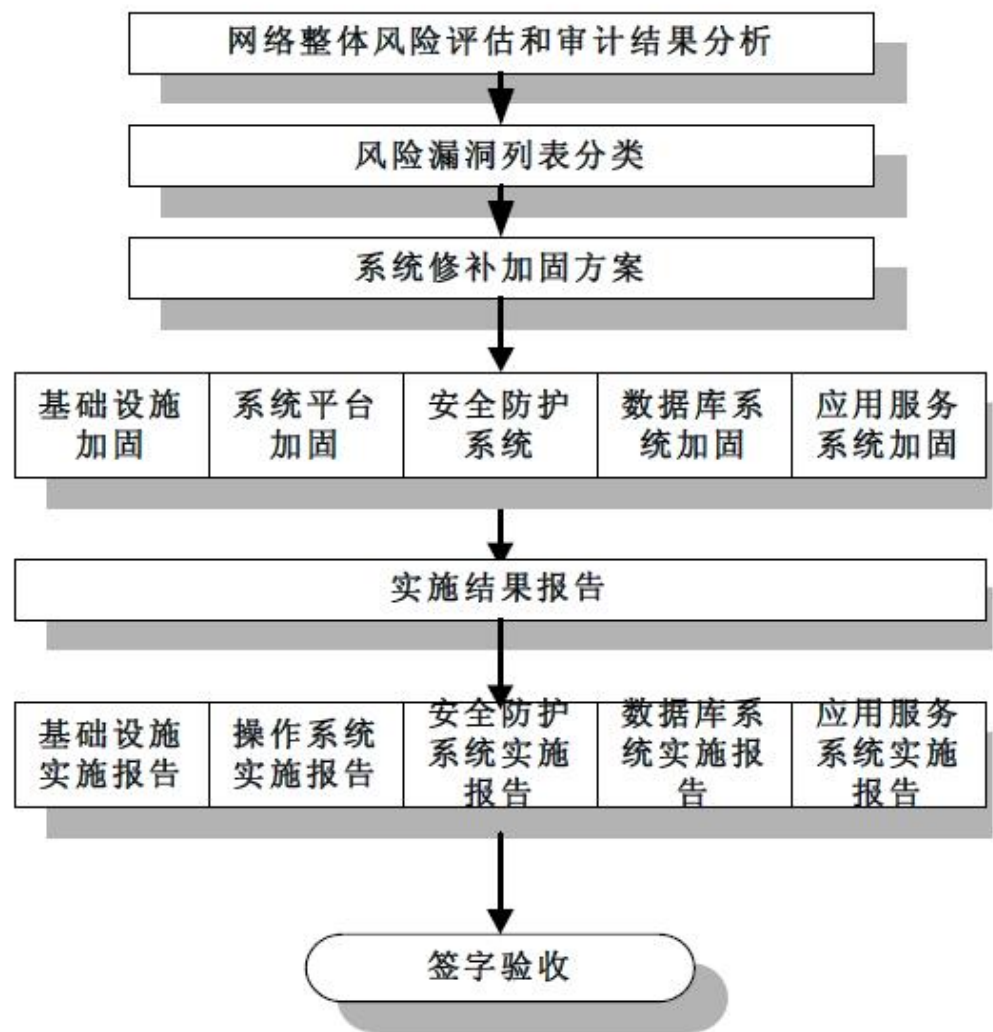 网络整体风险评估和审计结果分析
风险漏洞列表分类
系统修补加固方案
基础设施
加固
系统平台
加固
安全防护
系统
数据库系
统加固
应用服务
系统加固
实施结果报告
基础设施
实施报告
操作系统
实施报告
安全防护
系统实施
报告
数据库系
统实施报
告
应用服务
系统实施
报告
签字验收